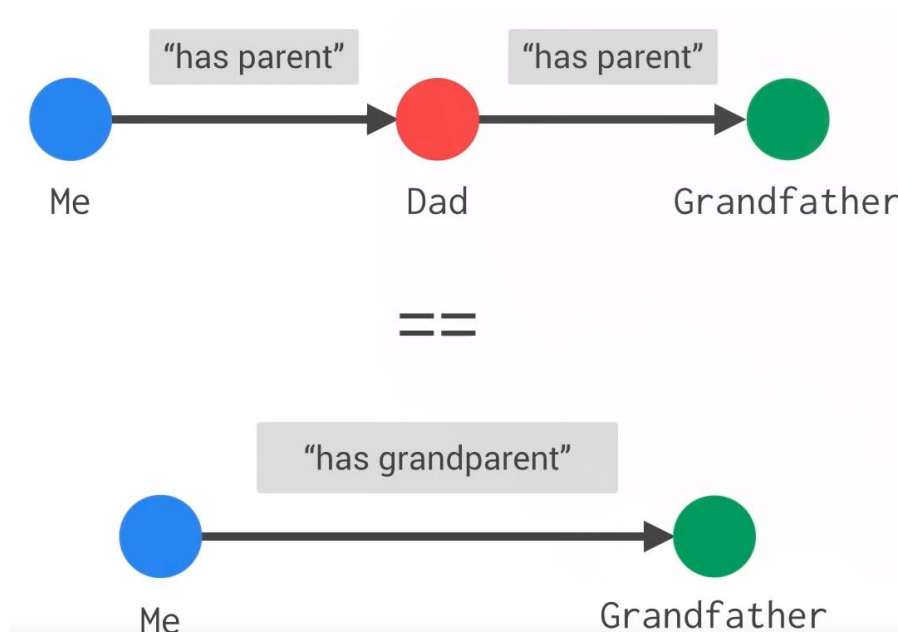 “has parent” “has parent”
Me Dad Grandfather
==
“has grandparent”
Me Grandfather